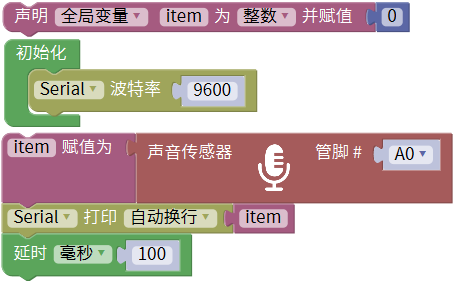 声明 全局变量 item 为 整数 并赋值 0
初始化
Serial 波特率 9600
item 赋值为 声音传感器 管脚 # A0
Serial 打印 自动换行 item
延时 毫秒 100